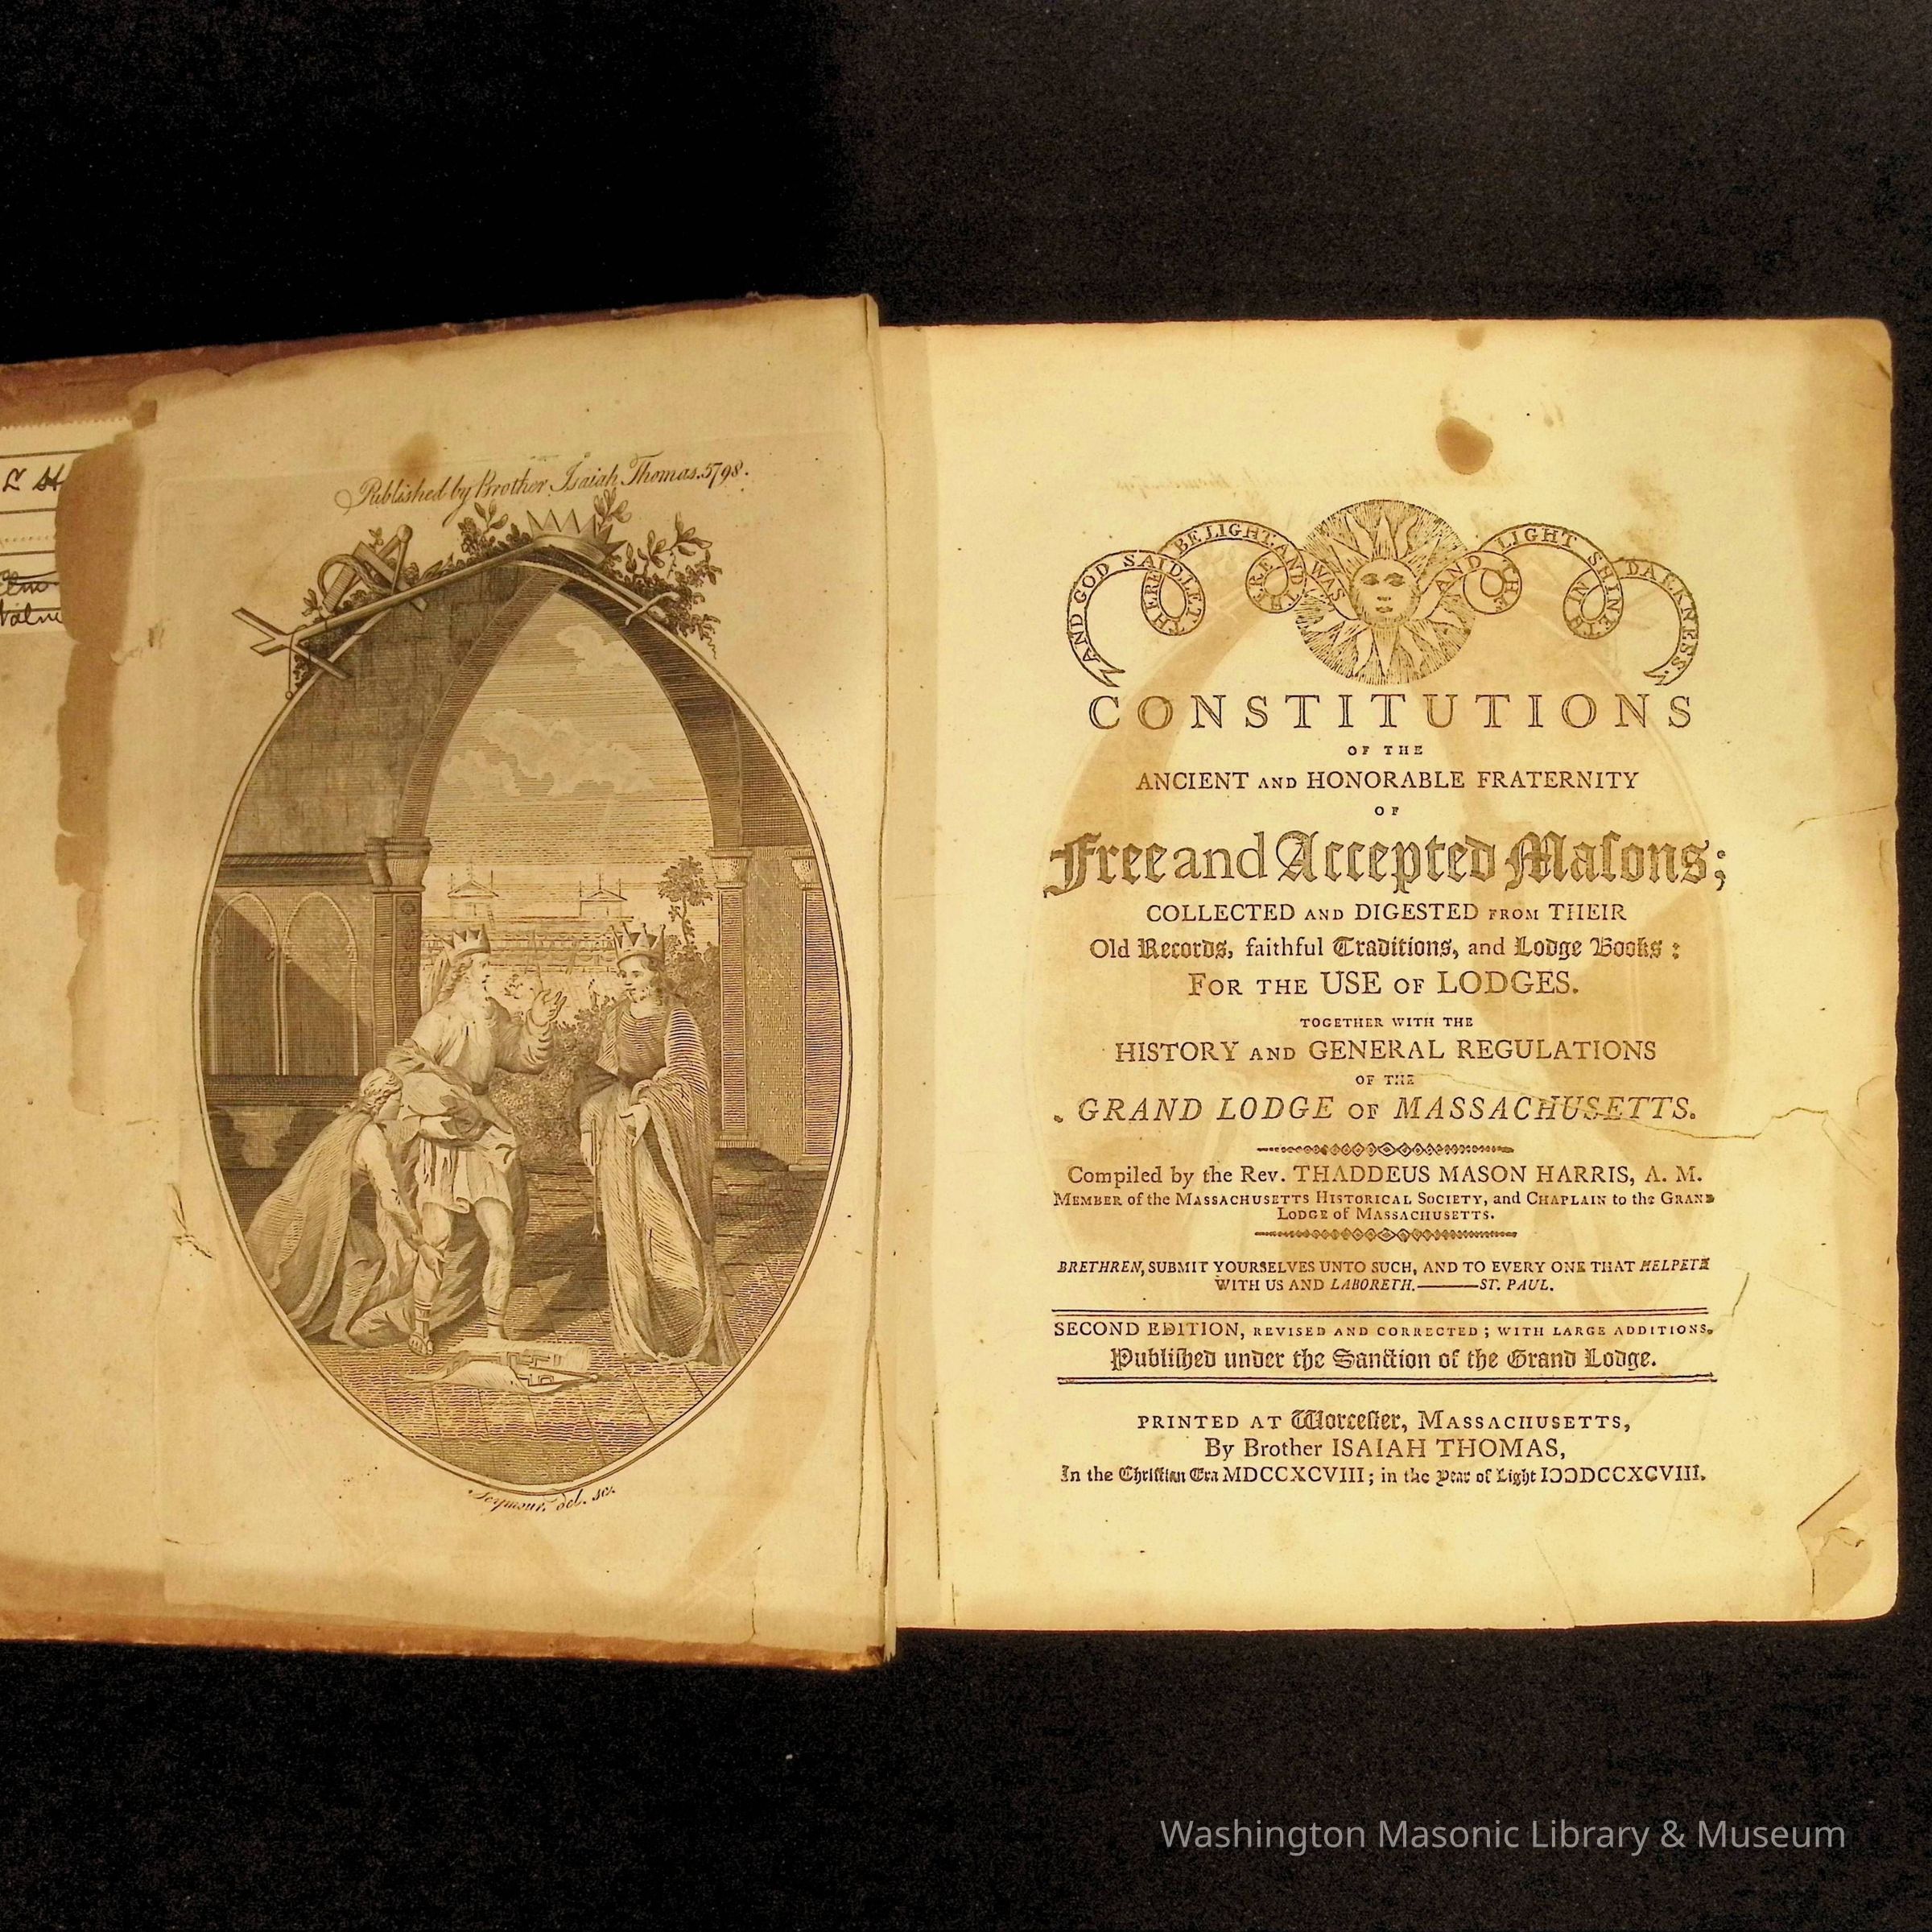 Published by Brother Isaiah Thomas. 5798.
Seymour, del. sc.
AND GOD SAID LET THERE BE LIGHT AND THERE WAS AND THE LIGHT SHINETH IN DARKNESS.
CONSTITUTIONS
OF THE
ANCIENT AND HONORABLE FRATERNITY
OF
Free and Accepted Maſons;
COLLECTED AND DIGESTED FROM THEIR
Old Records, faithful Traditions, and Lodge Books:
FOR THE USE OF LODGES.
TOGETHER WITH THE
HISTORY AND GENERAL REGULATIONS
OF THE
GRAND LODGE OF MASSACHUSETTS.
Compiled by the Rev. THADDEUS MASON HARRIS, A. M.
MEMBER of the MASSACHUSETTS HISTORICAL SOCIETY, and CHAPLAIN to the GRAND
LODGE of MASSACHUSETTS.
BRETHREN, SUBMIT YOURSELVES UNTO SUCH, AND TO EVERY ONE THAT HELPETH
WITH US AND LABORETH.———ST. PAUL.
SECOND EDITION, REVISED AND CORRECTED; WITH LARGE ADDITIONS.
Publiſhed under the Sanction of the Grand Lodge.
PRINTED AT Worceſter, MASSACHUSETTS,
By Brother ISAIAH THOMAS,
In the Chriſtian Era MDCCXCVIII; in the Year of Light IƆƆDCCXCVIII.
Washington Masonic Library & Museum